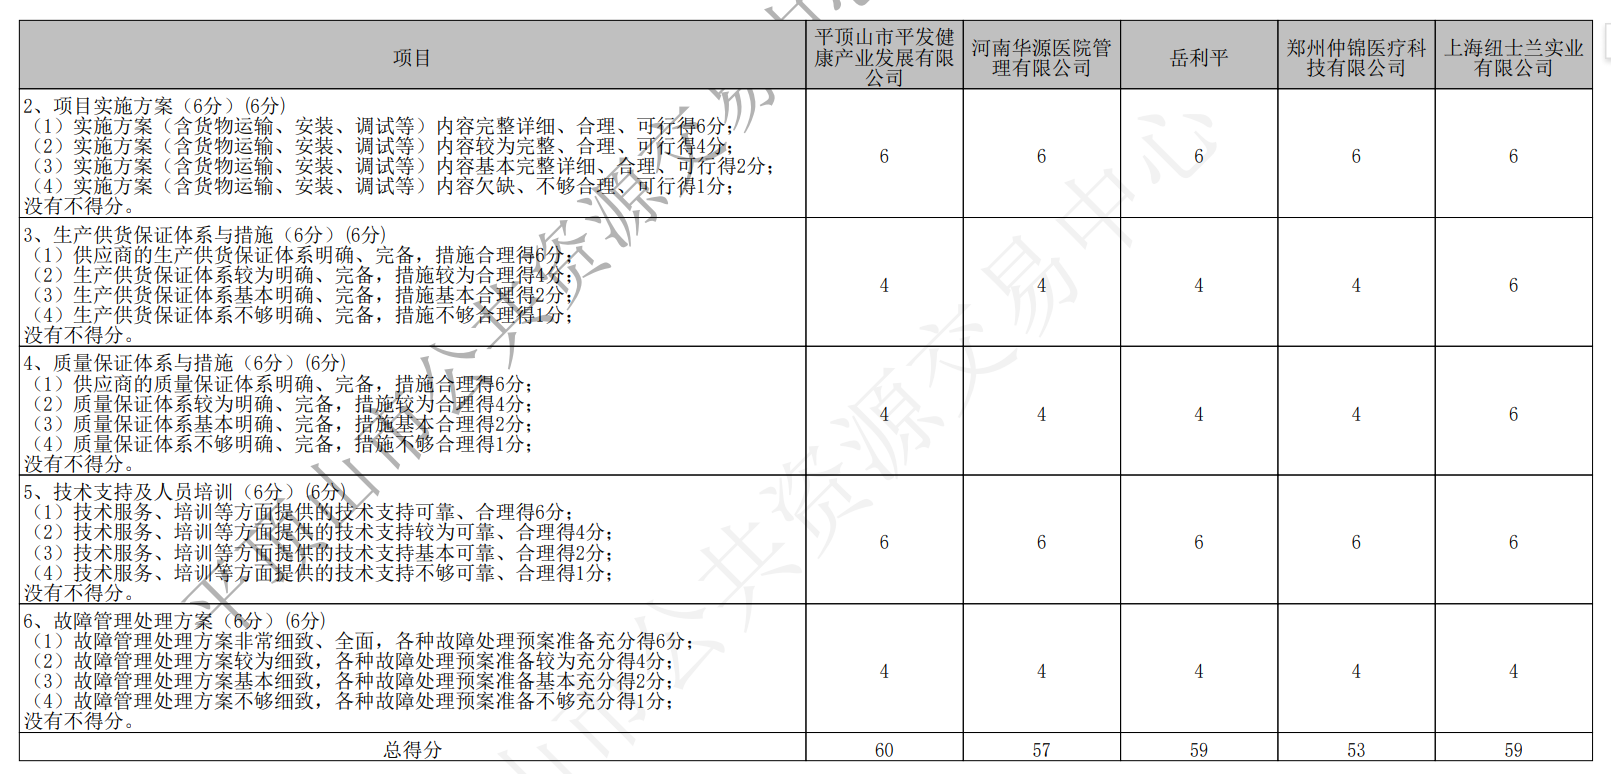 项目
平顶山市平发健
康产业发展有限
公司
河南华源医院管
理有限公司
岳利平
郑州仲锦医疗科
技有限公司
上海纽士兰实业
有限公司
2、项目实施方案（6分）(6分)
（1）实施方案（含货物运输、安装、调试等）内容完整详细、合理、可行得6分；
（2）实施方案（含货物运输、安装、调试等）内容较为完整、合理、可行得4分；
（3）实施方案（含货物运输、安装、调试等）内容基本完整详细、合理、可行得2分；
（4）实施方案（含货物运输、安装、调试等）内容欠缺、不够合理、可行得1分；
没有不得分。
6 6 6 6 6
3、生产供货保证体系与措施（6分）(6分)
（1）供应商的生产供货保证体系明确、完备，措施合理得6分；
（2）生产供货保证体系较为明确、完备，措施较为合理得4分；
（3）生产供货保证体系基本明确、完备，措施基本合理得2分；
（4）生产供货保证体系不够明确、完备，措施不够合理得1分；
没有不得分。
4 4 4 4 6
4、质量保证体系与措施（6分）(6分)
（1）供应商的质量保证体系明确、完备，措施合理得6分；
（2）质量保证体系较为明确、完备，措施较为合理得4分；
（3）质量保证体系基本明确、完备，措施基本合理得2分；
（4）质量保证体系不够明确、完备，措施不够合理得1分；
没有不得分。
4 4 4 4 6
5、技术支持及人员培训（6分）(6分)
（1）技术服务、培训等方面提供的技术支持可靠、合理得6分；
（2）技术服务、培训等方面提供的技术支持较为可靠、合理得4分；
（3）技术服务、培训等方面提供的技术支持基本可靠、合理得2分；
（4）技术服务、培训等方面提供的技术支持不够可靠、合理得1分；
没有不得分。
6 6 6 6 6
6、故障管理处理方案（6分）(6分)
（1）故障管理处理方案非常细致、全面，各种故障处理预案准备充分得6分；
（2）故障管理处理方案较为细致，各种故障处理预案准备较为充分得4分；
（3）故障管理处理方案基本细致，各种故障处理预案准备基本充分得2分；
（4）故障管理处理方案不够细致，各种故障处理预案准备不够充分得1分；
没有不得分。
4 4 4 4 4
总得分 60 57 59 53 59
平顶山市公共资源交易中心
山市公共资源交易中心